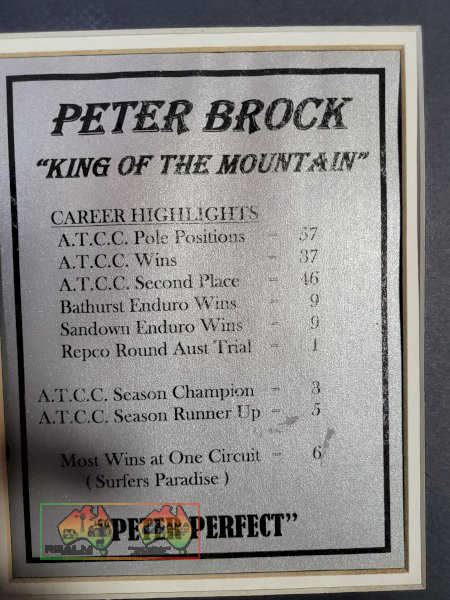 PETER BROCK
"KING OF THE MOUNTAIN"
CAREER HIGHLIGHTS
A.T.C.C. Pole Positions - 57
A.T.C.C. Wins - 37
A.T.C.C. Second Place - 46
Bathurst Enduro Wins - 9
Sandown Enduro Wins - 9
Repco Round Aust Trial - 1
A.T.C.C. Season Champion - 3
A.T.C.C. Season Runner Up - 5
Most Wins at One Circuit - 6
( Surfers Paradise )
"PETER PERFECT"